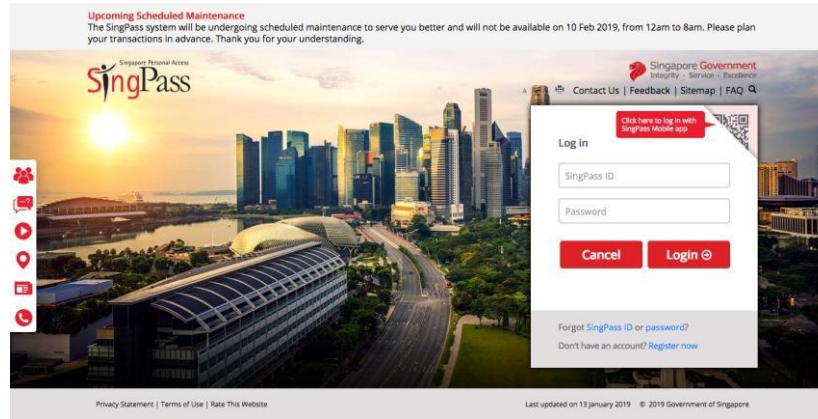 Upcoming Scheduled Maintenance
The SingPass system will be undergoing scheduled maintenance to serve you better and will not be available on 10 Feb 2019, from 12am to 8am. Please plan
your transactions in advance. Thank you for your understanding.
Singapore Personal Access
SingPass
Singapore Government
Integrity · Service · Excellence
A Contact Us | Feedback | Sitemap | FAQ
Click here to log in with
SingPass Mobile app
Log in
SingPass ID
Password
Cancel Login
Forgot SingPass ID or password?
Don't have an account? Register now
Privacy Statement | Terms of Use | Rate This Website Last updated on 13 January 2019 © 2019 Government of Singapore